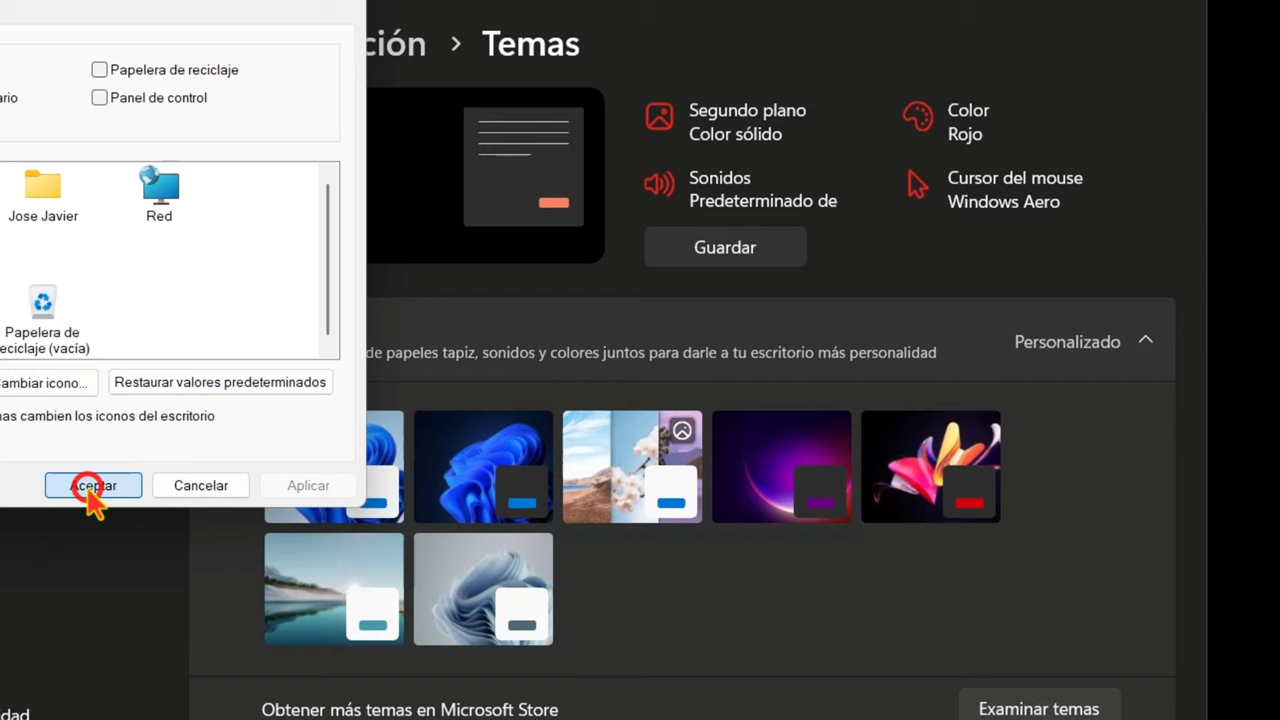 ción > Temas
Papelera de reciclaje
ario
Panel de control
Jose Javier
Red
Papelera de
eciclaje (vacía)
Cambiar icono...
Restaurar valores predeterminados
nas cambien los iconos del escritorio
Aceptar
Cancelar
Aplicar
Segundo plano
Color sólido
Color
Rojo
Sonidos
Predeterminado de
Cursor del mouse
Windows Aero
Guardar
de papeles tapiz, sonidos y colores juntos para darle a tu escritorio más personalidad
Personalizado
Obtener más temas en Microsoft Store
Examinar temas
idad